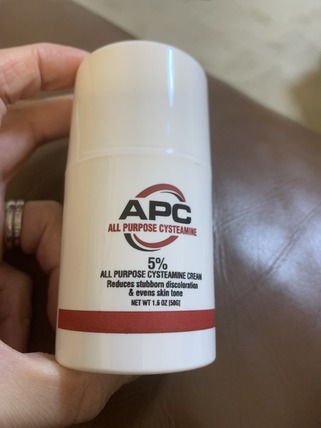 APC
ALL PURPOSE CYSTEAMINE
5%
ALL PURPOSE CYSTEAMINE CREAM
Reduces stubborn discoloration
& evens skin tone
NET WT 1.6 OZ (50G)